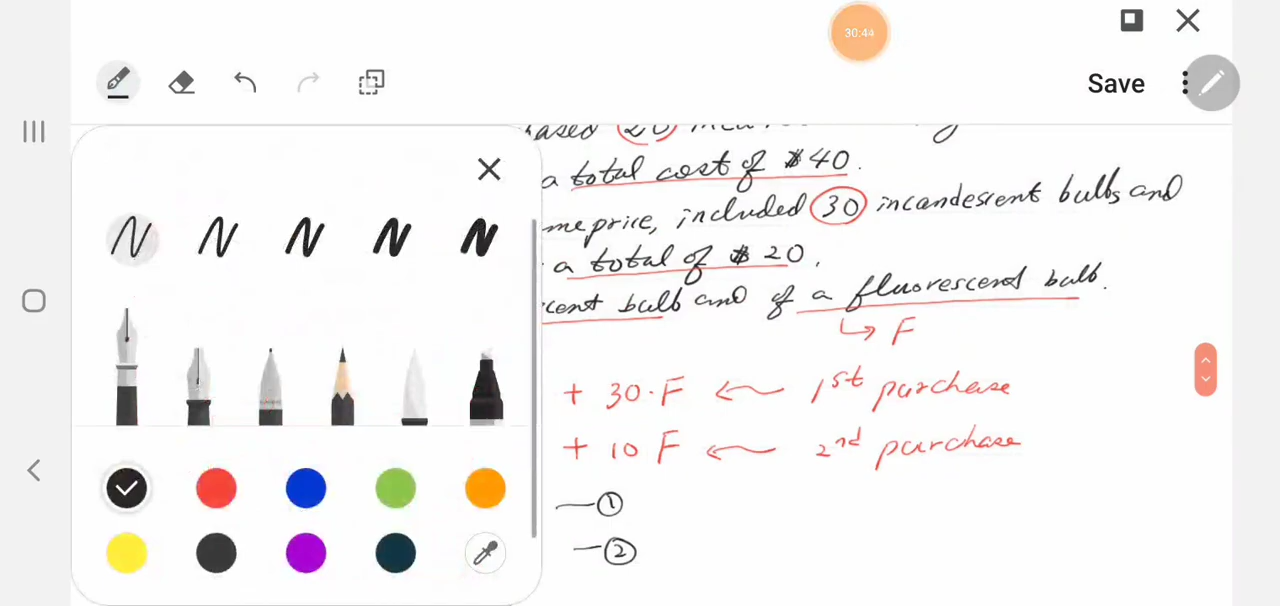 30:44
Save
a total cost of $40.
me price, included 30 incandescent bulbs and
a total of $20.
cent bulb and of a fluorescend bulb.
↳ F
+ 30·F ← 1st purchase
+ 10 F ← 2nd purchase
—①
—②